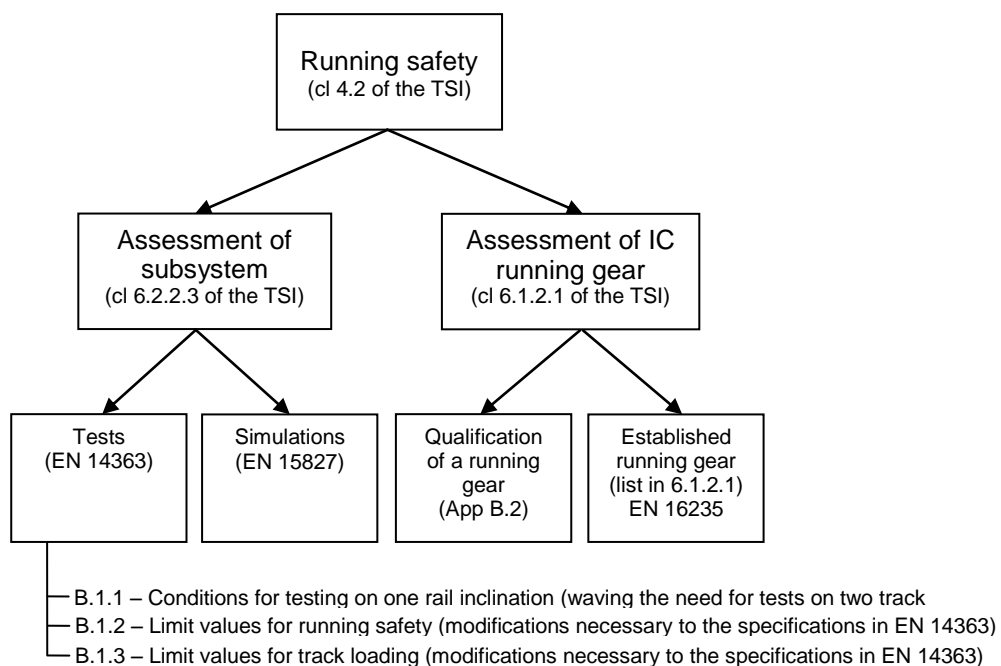 Running safety
(cl 4.2 of the TSI)
Assessment of
subsystem
(cl 6.2.2.3 of the TSI)
Assessment of IC
running gear
(cl 6.1.2.1 of the TSI)
Tests
(EN 14363)
Simulations
(EN 15827)
Qualification
of a running
gear
(App B.2)
Established
running gear
(list in 6.1.2.1)
EN 16235
B.1.1 – Conditions for testing on one rail inclination (waving the need for tests on two track
B.1.2 – Limit values for running safety (modifications necessary to the specifications in EN 14363)
B.1.3 – Limit values for track loading (modifications necessary to the specifications in EN 14363)